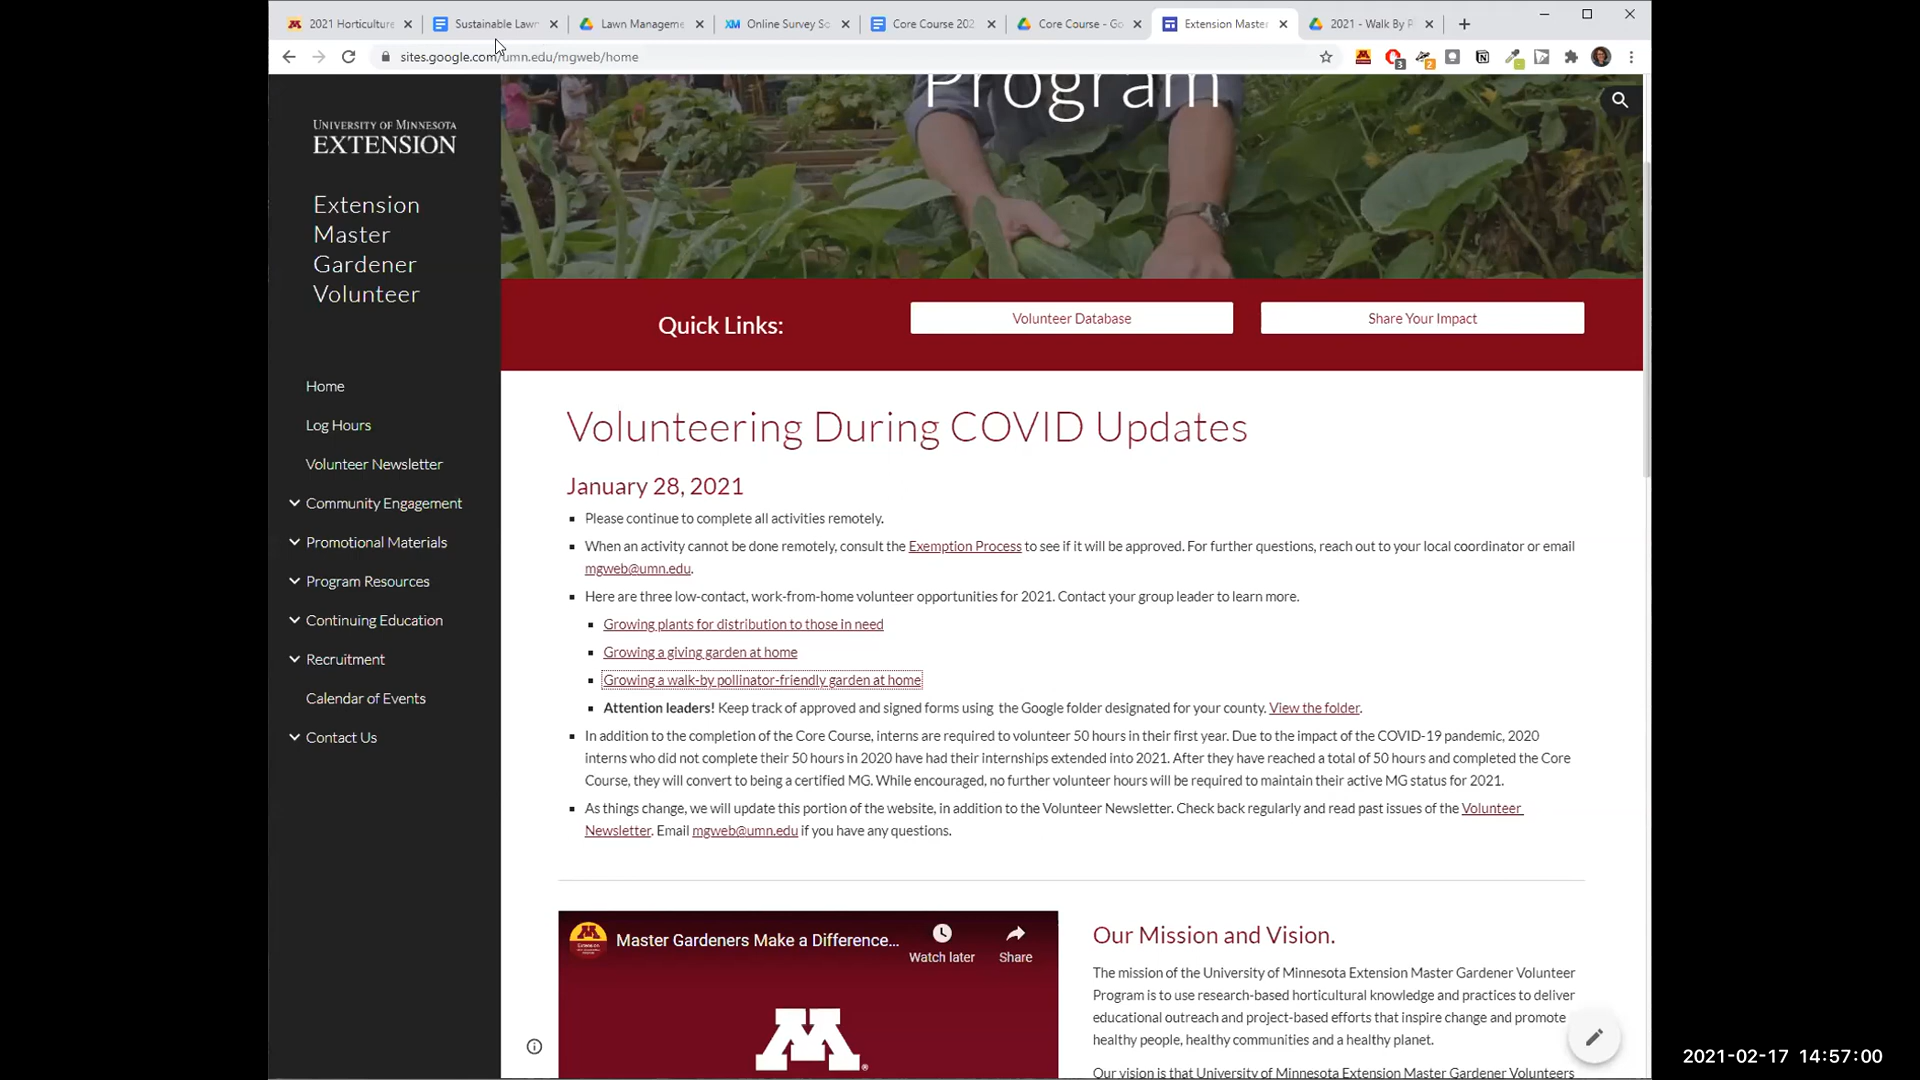 2021 Horticulture
Sustainable Lawn
Lawn Manageme
XM Online Survey So
Core Course 202
Core Course - Go
Extension Master
2021 - Walk By P
sites.google.com/umn.edu/mgweb/home
3
2
Program
UNIVERSITY OF MINNESOTA
EXTENSION
Extension
Master
Gardener
Volunteer
Home
Log Hours
Volunteer Newsletter
Community Engagement
Promotional Materials
Program Resources
Continuing Education
Recruitment
Calendar of Events
Contact Us
Quick Links:
Volunteer Database
Share Your Impact
Volunteering During COVID Updates
January 28, 2021
Please continue to complete all activities remotely.
When an activity cannot be done remotely, consult the Exemption Process to see if it will be approved. For further questions, reach out to your local coordinator or email
mgweb@umn.edu.
Here are three low-contact, work-from-home volunteer opportunities for 2021. Contact your group leader to learn more.
Growing plants for distribution to those in need
Growing a giving garden at home
Growing a walk-by pollinator-friendly garden at home
Attention leaders! Keep track of approved and signed forms using the Google folder designated for your county. View the folder.
In addition to the completion of the Core Course, interns are required to volunteer 50 hours in their first year. Due to the impact of the COVID-19 pandemic, 2020
interns who did not complete their 50 hours in 2020 have had their internships extended into 2021. After they have reached a total of 50 hours and completed the Core
Course, they will convert to being a certified MG. While encouraged, no further volunteer hours will be required to maintain their active MG status for 2021.
As things change, we will update this portion of the website, in addition to the Volunteer Newsletter. Check back regularly and read past issues of the Volunteer
Newsletter. Email mgweb@umn.edu if you have any questions.
Master Gardeners Make a Difference...
Watch later
Share
M
Our Mission and Vision.
The mission of the University of Minnesota Extension Master Gardener Volunteer
Program is to use research-based horticultural knowledge and practices to deliver
educational outreach and project-based efforts that inspire change and promote
healthy people, healthy communities and a healthy planet.
Our vision is that University of Minnesota Extension Master Gardener Volunteers
2021-02-17 14:57:00